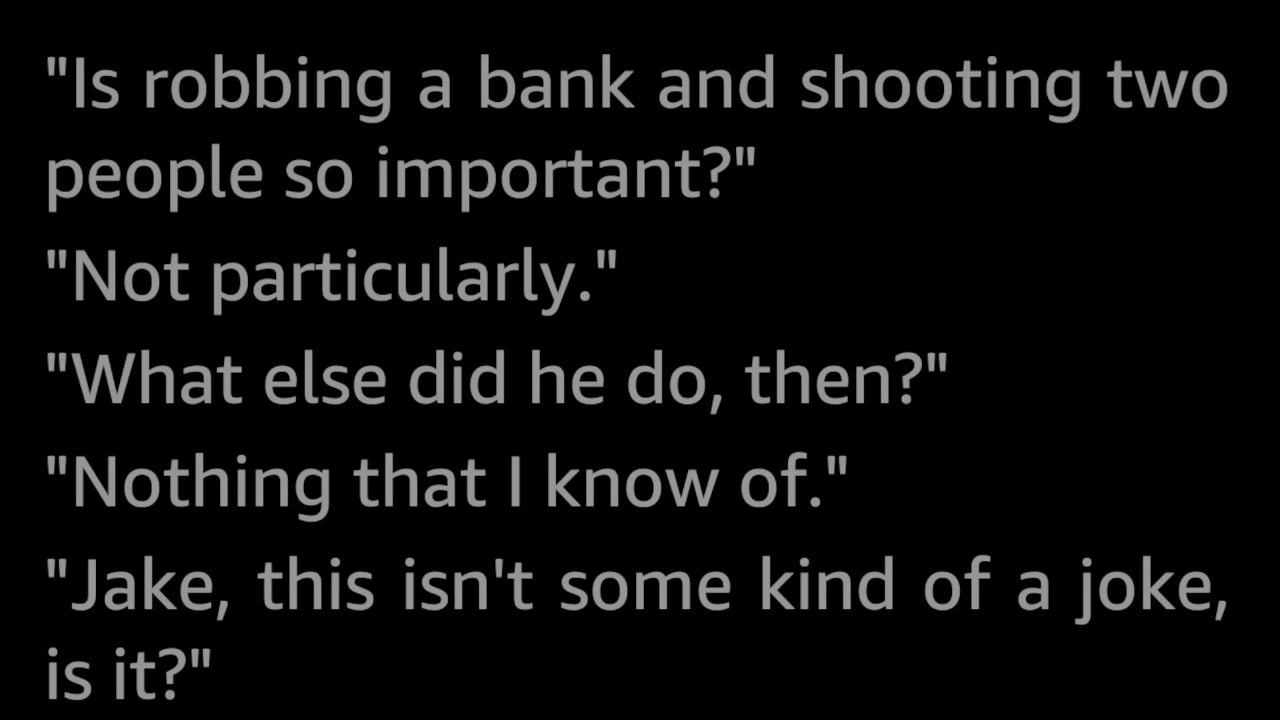 "Is robbing a bank and shooting two
people so important?"
"Not particularly."
"What else did he do, then?"
"Nothing that I know of."
"Jake, this isn't some kind of a joke,
is it?"